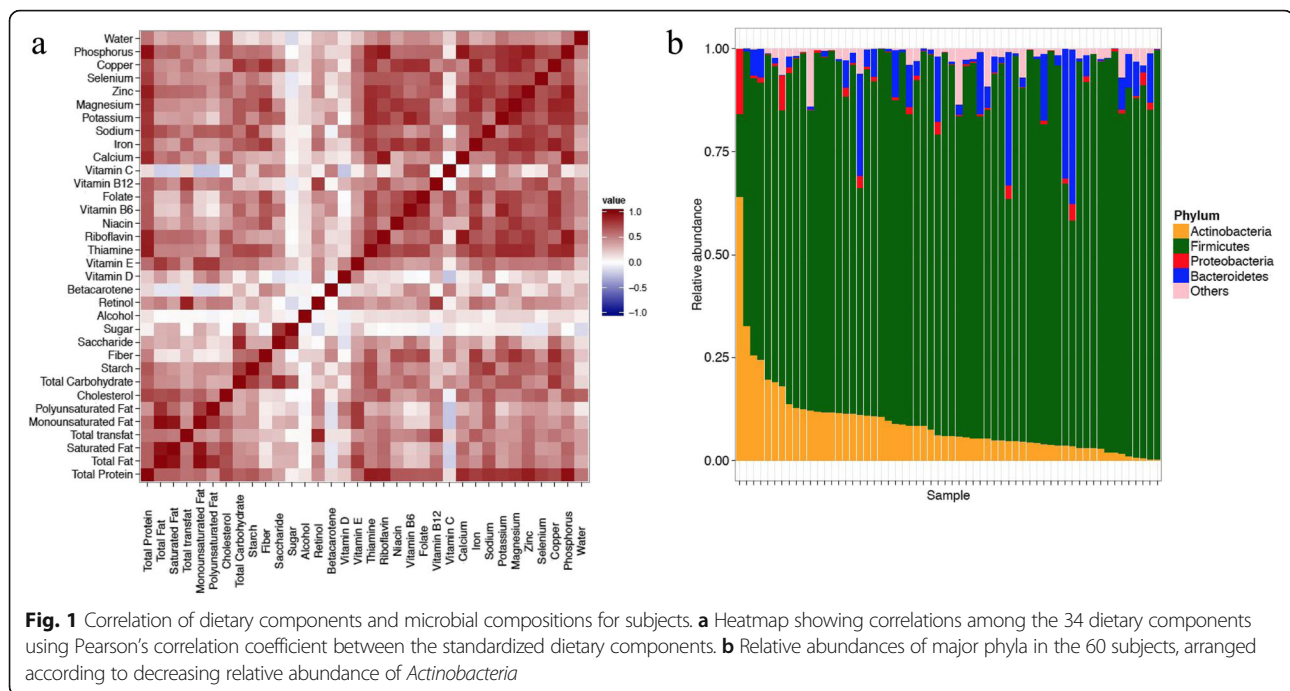 a
Water
Phosphorus
Copper
Selenium
Zinc
Magnesium
Potassium
Sodium
Iron
Calcium
Vitamin C
Vitamin B12
Folate
Vitamin B6
Niacin
Riboflavin
Thiamine
Vitamin E
Vitamin D
Betacarotene
Retinol
Alcohol
Sugar
Saccharide
Fiber
Starch
Total Carbohydrate
Cholesterol
Polyunsaturated Fat
Monounsaturated Fat
Total transfat
Saturated Fat
Total Fat
Total Protein
Total Protein
Total Fat
Saturated Fat
Total transfat
Monounsaturated Fat
Polyunsaturated Fat
Cholesterol
Total Carbohydrate
Starch
Fiber
Saccharide
Sugar
Alcohol
Retinol
Betacarotene
Vitamin D
Vitamin E
Thiamine
Riboflavin
Niacin
Vitamin B6
Folate
Vitamin B12
Vitamin C
Calcium
Iron
Sodium
Potassium
Magnesium
Zinc
Selenium
Copper
Phosphorus
Water
value
1.0
0.5
0.0
−0.5
−1.0
b
1.00
0.75
0.50
0.25
0.00
Relative abundance
Sample
Phylum
Actinobacteria
Firmicutes
Proteobacteria
Bacteroidetes
Others
Fig. 1 Correlation of dietary components and microbial compositions for subjects. a Heatmap showing correlations among the 34 dietary components
using Pearson's correlation coefficient between the standardized dietary components. b Relative abundances of major phyla in the 60 subjects, arranged
according to decreasing relative abundance of Actinobacteria